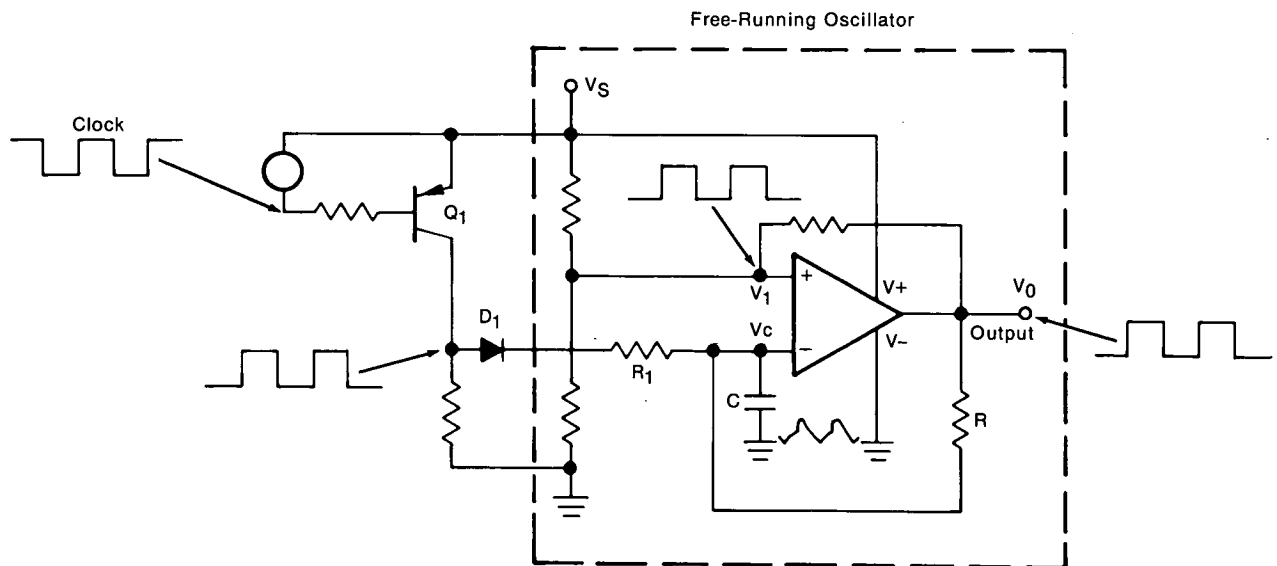 Free-Running Oscillator
VS
Clock
Q1
V1
+
V+
V0
D1
Vc
−
V−
Output
R1
C
R